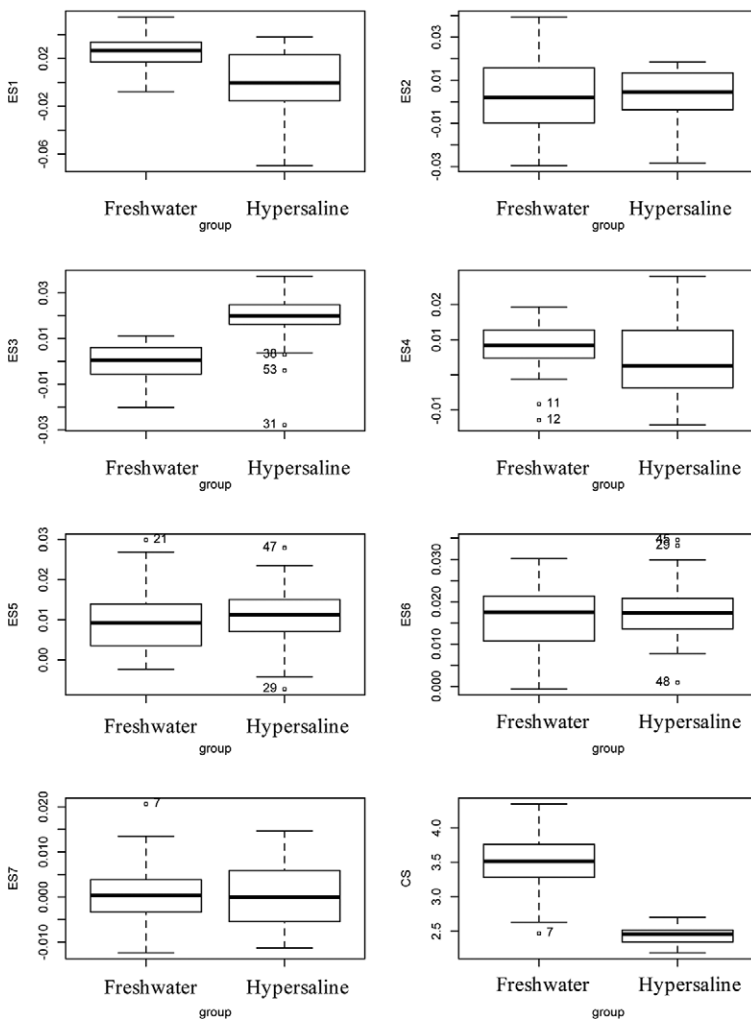 ES1
0.02
-0.02
-0.06
Freshwater Hypersaline
group
ES2
0.03
0.01
-0.01
-0.03
Freshwater Hypersaline
group
ES3
0.03
0.01
-0.01
-0.03
38
53
31
Freshwater Hypersaline
group
ES4
0.02
0.01
-0.01
11
12
Freshwater Hypersaline
group
ES5
0.03
0.02
0.01
0.00
21
47
29
Freshwater Hypersaline
group
ES6
0.030
0.020
0.010
0.000
45
29
48
Freshwater Hypersaline
group
ES7
0.020
0.010
0.000
-0.010
7
Freshwater Hypersaline
group
CS
4.0
3.5
3.0
2.5
7
Freshwater Hypersaline
group